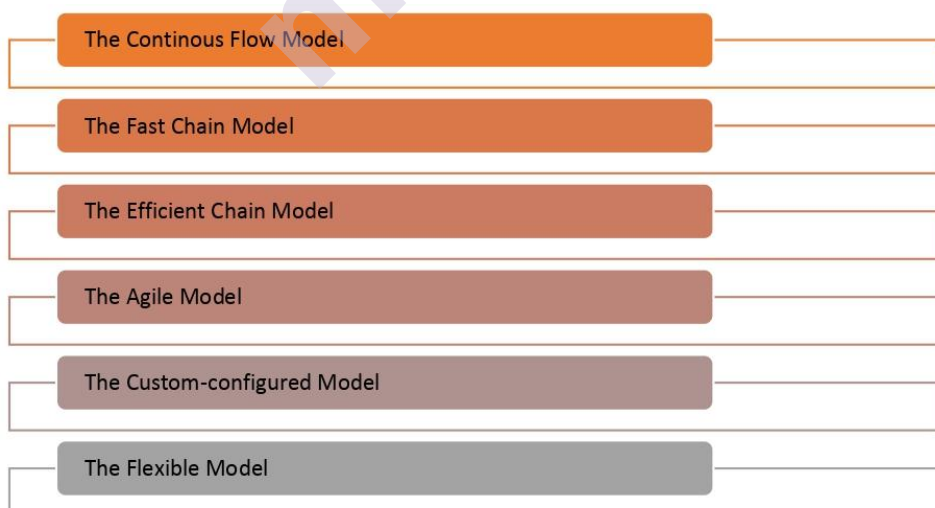 The Continous Flow Model
The Fast Chain Model
The Efficient Chain Model
The Agile Model
The Custom-configured Model
The Flexible Model